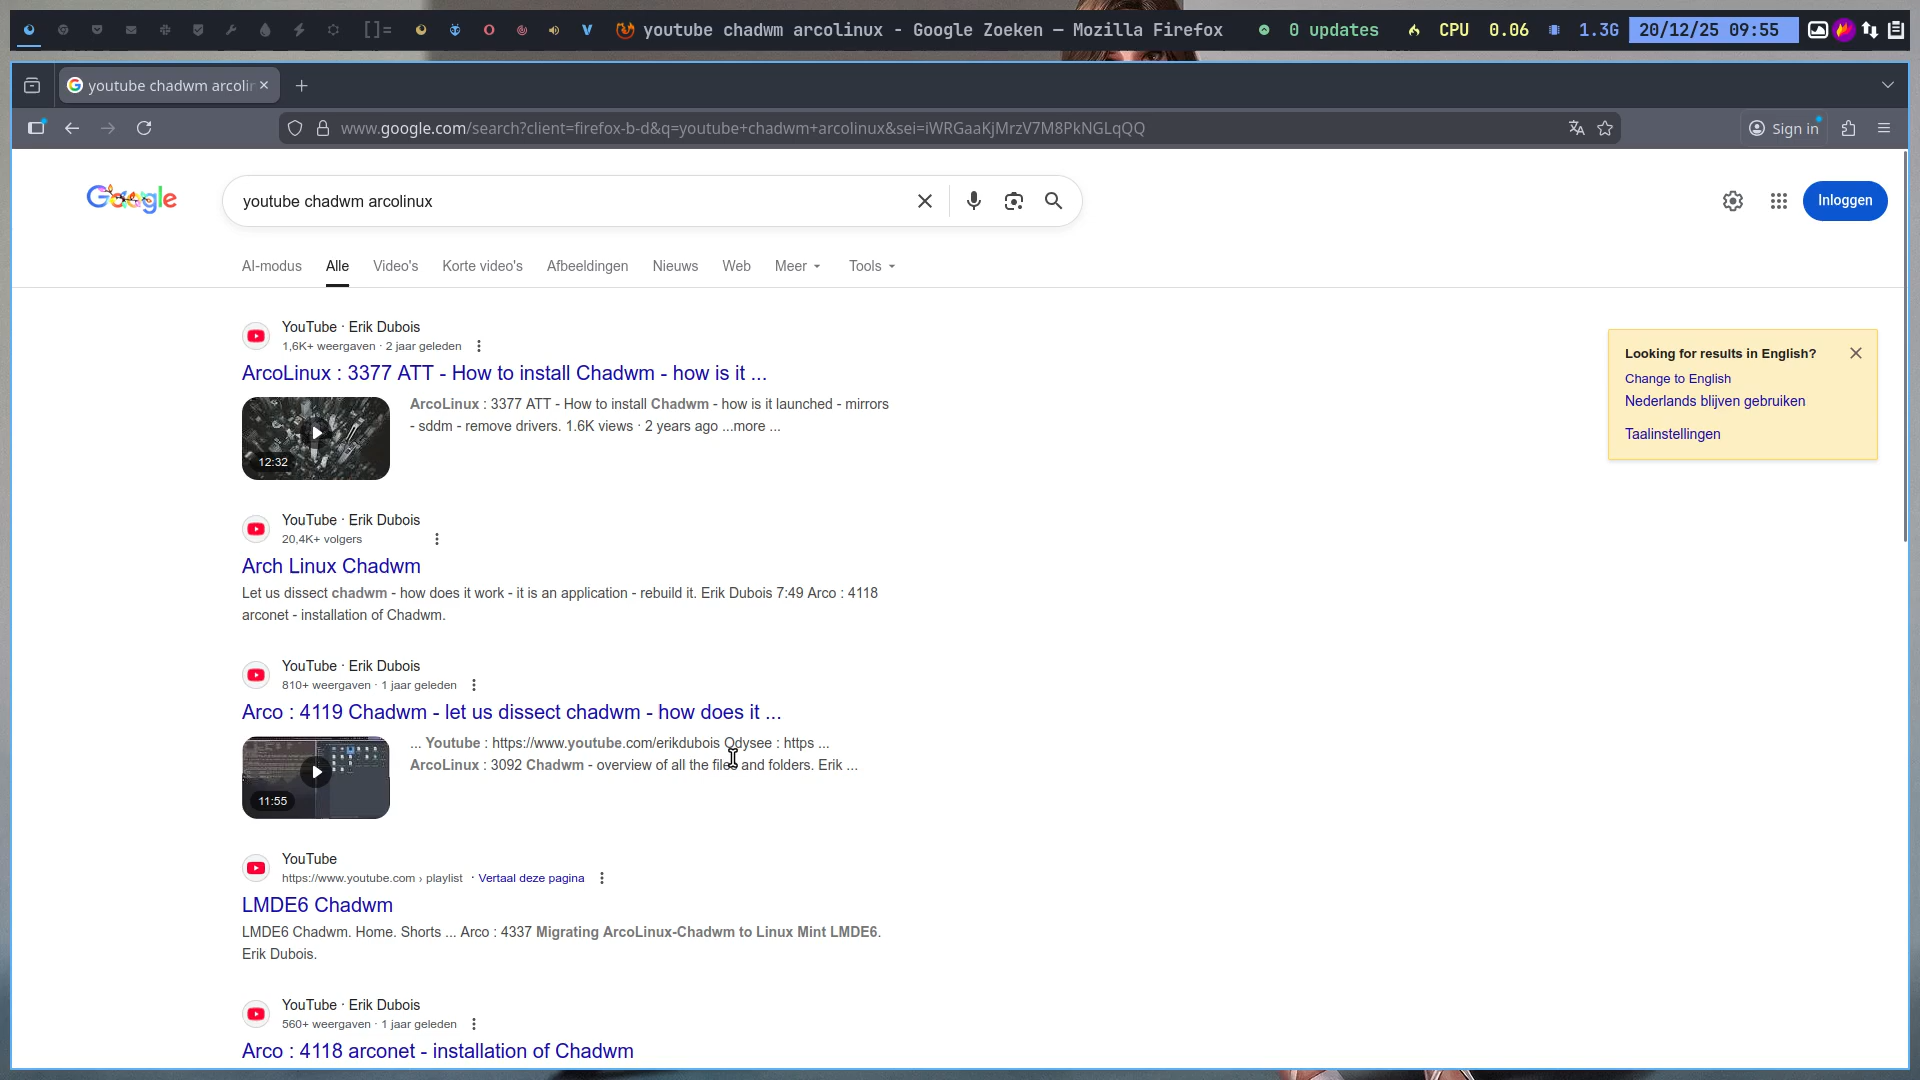 []= youtube chadwm arcolinux - Google Zoeken — Mozilla Firefox 0 updates CPU 0.06 1.3G 20/12/25 09:55
youtube chadwm arcolin
www.google.com/search?client=firefox-b-d&q=youtube+chadwm+arcolinux&sei=iWRGaaKjMrzV7M8PkNGLqQQ Sign in
Google youtube chadwm arcolinux Inloggen
AI-modus Alle Video's Korte video's Afbeeldingen Nieuws Web Meer Tools
YouTube · Erik Dubois
1,6K+ weergaven · 2 jaar geleden
ArcoLinux : 3377 ATT - How to install Chadwm - how is it ...
ArcoLinux : 3377 ATT - How to install Chadwm - how is it launched - mirrors
- sddm - remove drivers. 1.6K views · 2 years ago ...more ...
12:32
Looking for results in English?
Change to English
Nederlands blijven gebruiken
Taalinstellingen
YouTube · Erik Dubois
20,4K+ volgers
Arch Linux Chadwm
Let us dissect chadwm - how does it work - it is an application - rebuild it. Erik Dubois 7:49 Arco : 4118
arconet - installation of Chadwm.
YouTube · Erik Dubois
810+ weergaven · 1 jaar geleden
Arco : 4119 Chadwm - let us dissect chadwm - how does it ...
... Youtube : https://www.youtube.com/erikdubois Odysee : https ...
ArcoLinux : 3092 Chadwm - overview of all the files and folders. Erik ...
11:55
YouTube
https://www.youtube.com › playlist · Vertaal deze pagina
LMDE6 Chadwm
LMDE6 Chadwm. Home. Shorts ... Arco : 4337 Migrating ArcoLinux-Chadwm to Linux Mint LMDE6.
Erik Dubois.
YouTube · Erik Dubois
560+ weergaven · 1 jaar geleden
Arco : 4118 arconet - installation of Chadwm